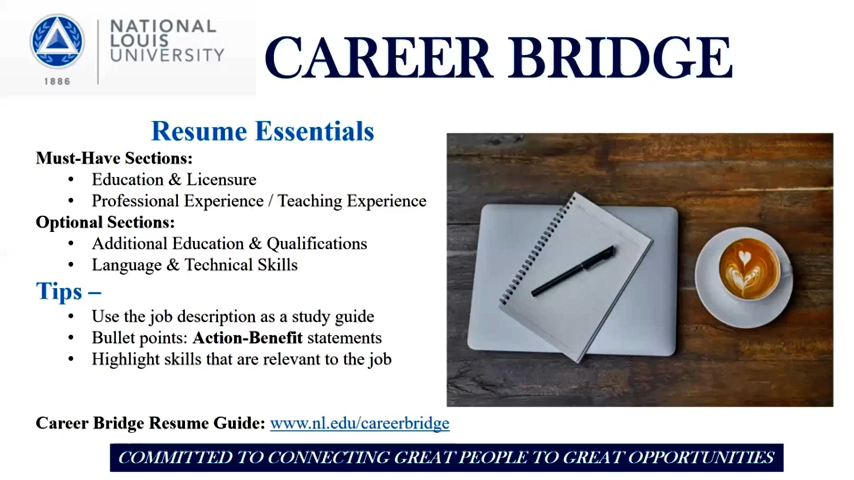 NATIONAL
LOUIS
UNIVERSITY
1886
CAREER BRIDGE
Resume Essentials
Must-Have Sections:
• Education & Licensure
• Professional Experience / Teaching Experience
Optional Sections:
• Additional Education & Qualifications
• Language & Technical Skills
Tips –
• Use the job description as a study guide
• Bullet points: Action-Benefit statements
• Highlight skills that are relevant to the job
Career Bridge Resume Guide: www.nl.edu/careerbridge
COMMITTED TO CONNECTING GREAT PEOPLE TO GREAT OPPORTUNITIES